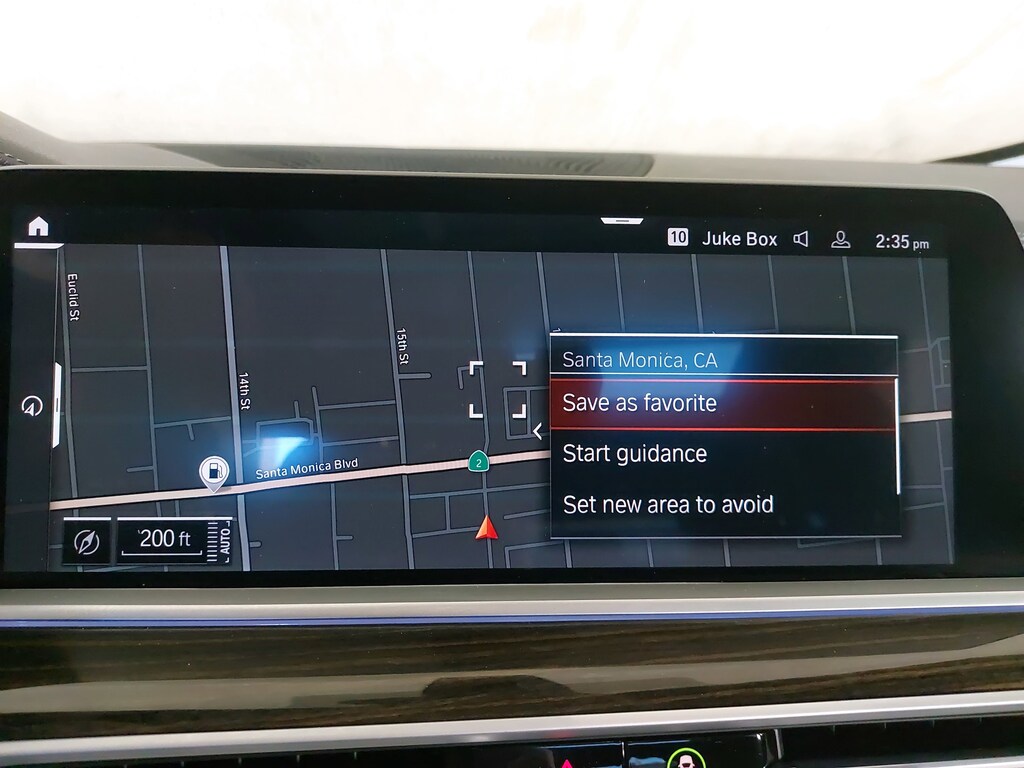 10 Juke Box 2:35 pm
Euclid St
14th St
15th St
Santa Monica, CA
Save as favorite
Start guidance
Set new area to avoid
Santa Monica Blvd
2
200 ft
AUTO